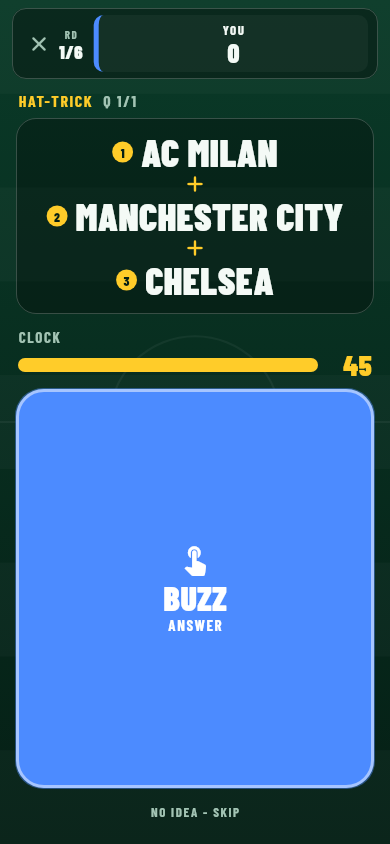 RD
1/6
YOU
0
HAT-TRICK Q 1/1
1 AC MILAN
+
2 MANCHESTER CITY
+
3 CHELSEA
CLOCK
45
BUZZ
ANSWER
NO IDEA - SKIP